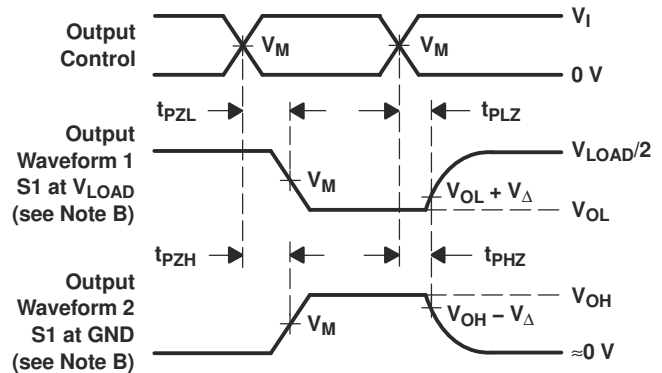 Output
Control
V_M
V_M
V_I
0 V
t_PZL
t_PLZ
Output
Waveform 1
S1 at V_LOAD
(see Note B)
V_M
V_LOAD/2
V_OL + V_Δ
V_OL
t_PZH
t_PHZ
Output
Waveform 2
S1 at GND
(see Note B)
V_M
V_OH
V_OH − V_Δ
≈0 V